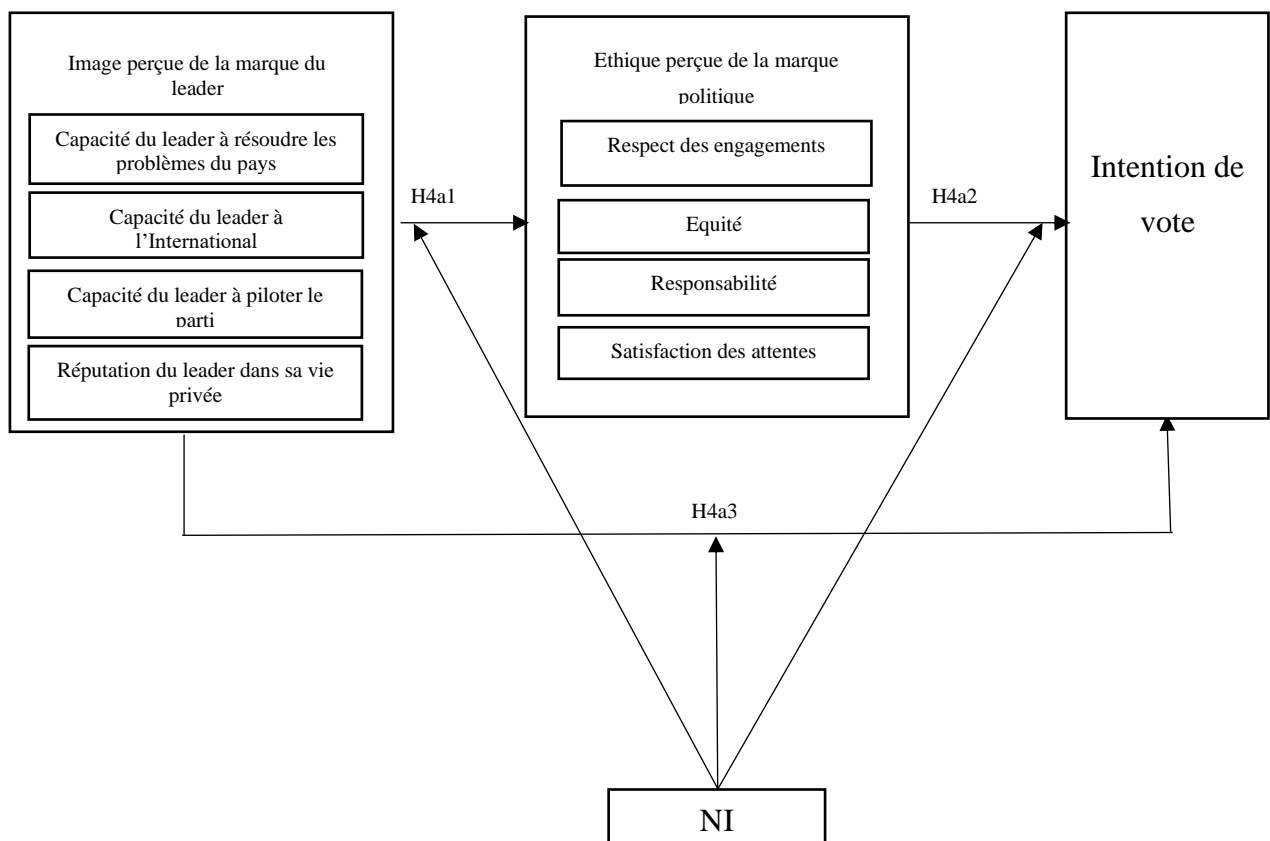 Image perçue de la marque du
leader
Capacité du leader à résoudre les
problèmes du pays
Capacité du leader à
l’International
Capacité du leader à piloter le
parti
Réputation du leader dans sa vie
privée
H4a1
Ethique perçue de la marque
politique
Respect des engagements
Equité
Responsabilité
Satisfaction des attentes
H4a2
Intention de
vote
H4a3
NI